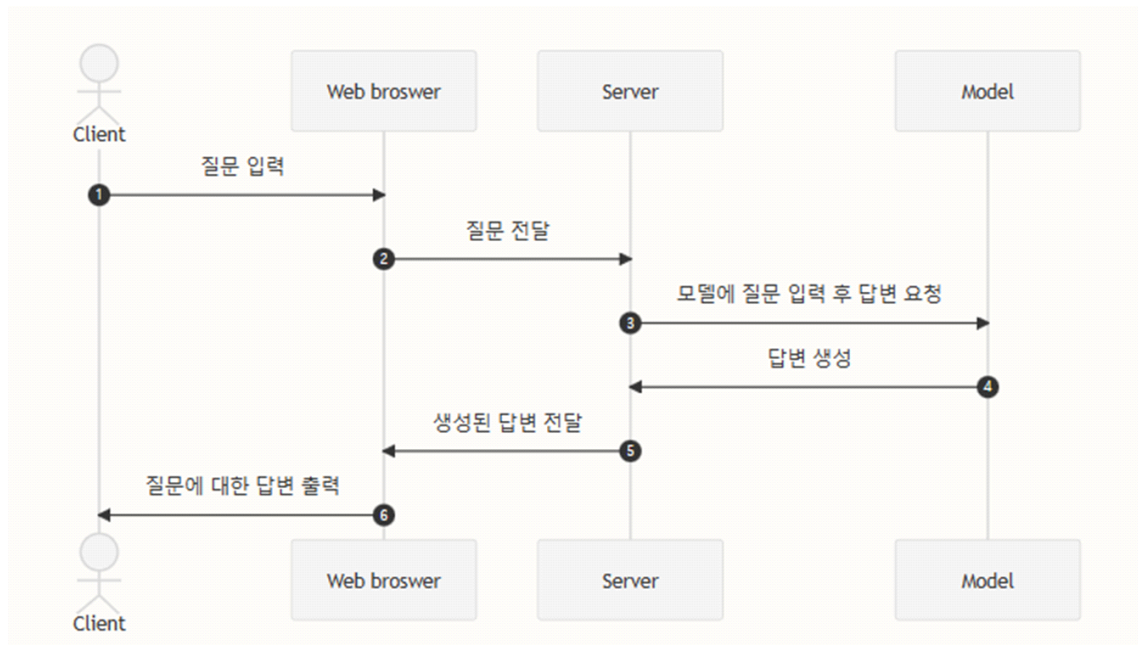 Web broswer
Server
Model
Client
질문 입력
1
질문 전달
2
모델에 질문 입력 후 답변 요청
3
답변 생성
4
생성된 답변 전달
5
질문에 대한 답변 출력
6
Web broswer
Server
Model
Client